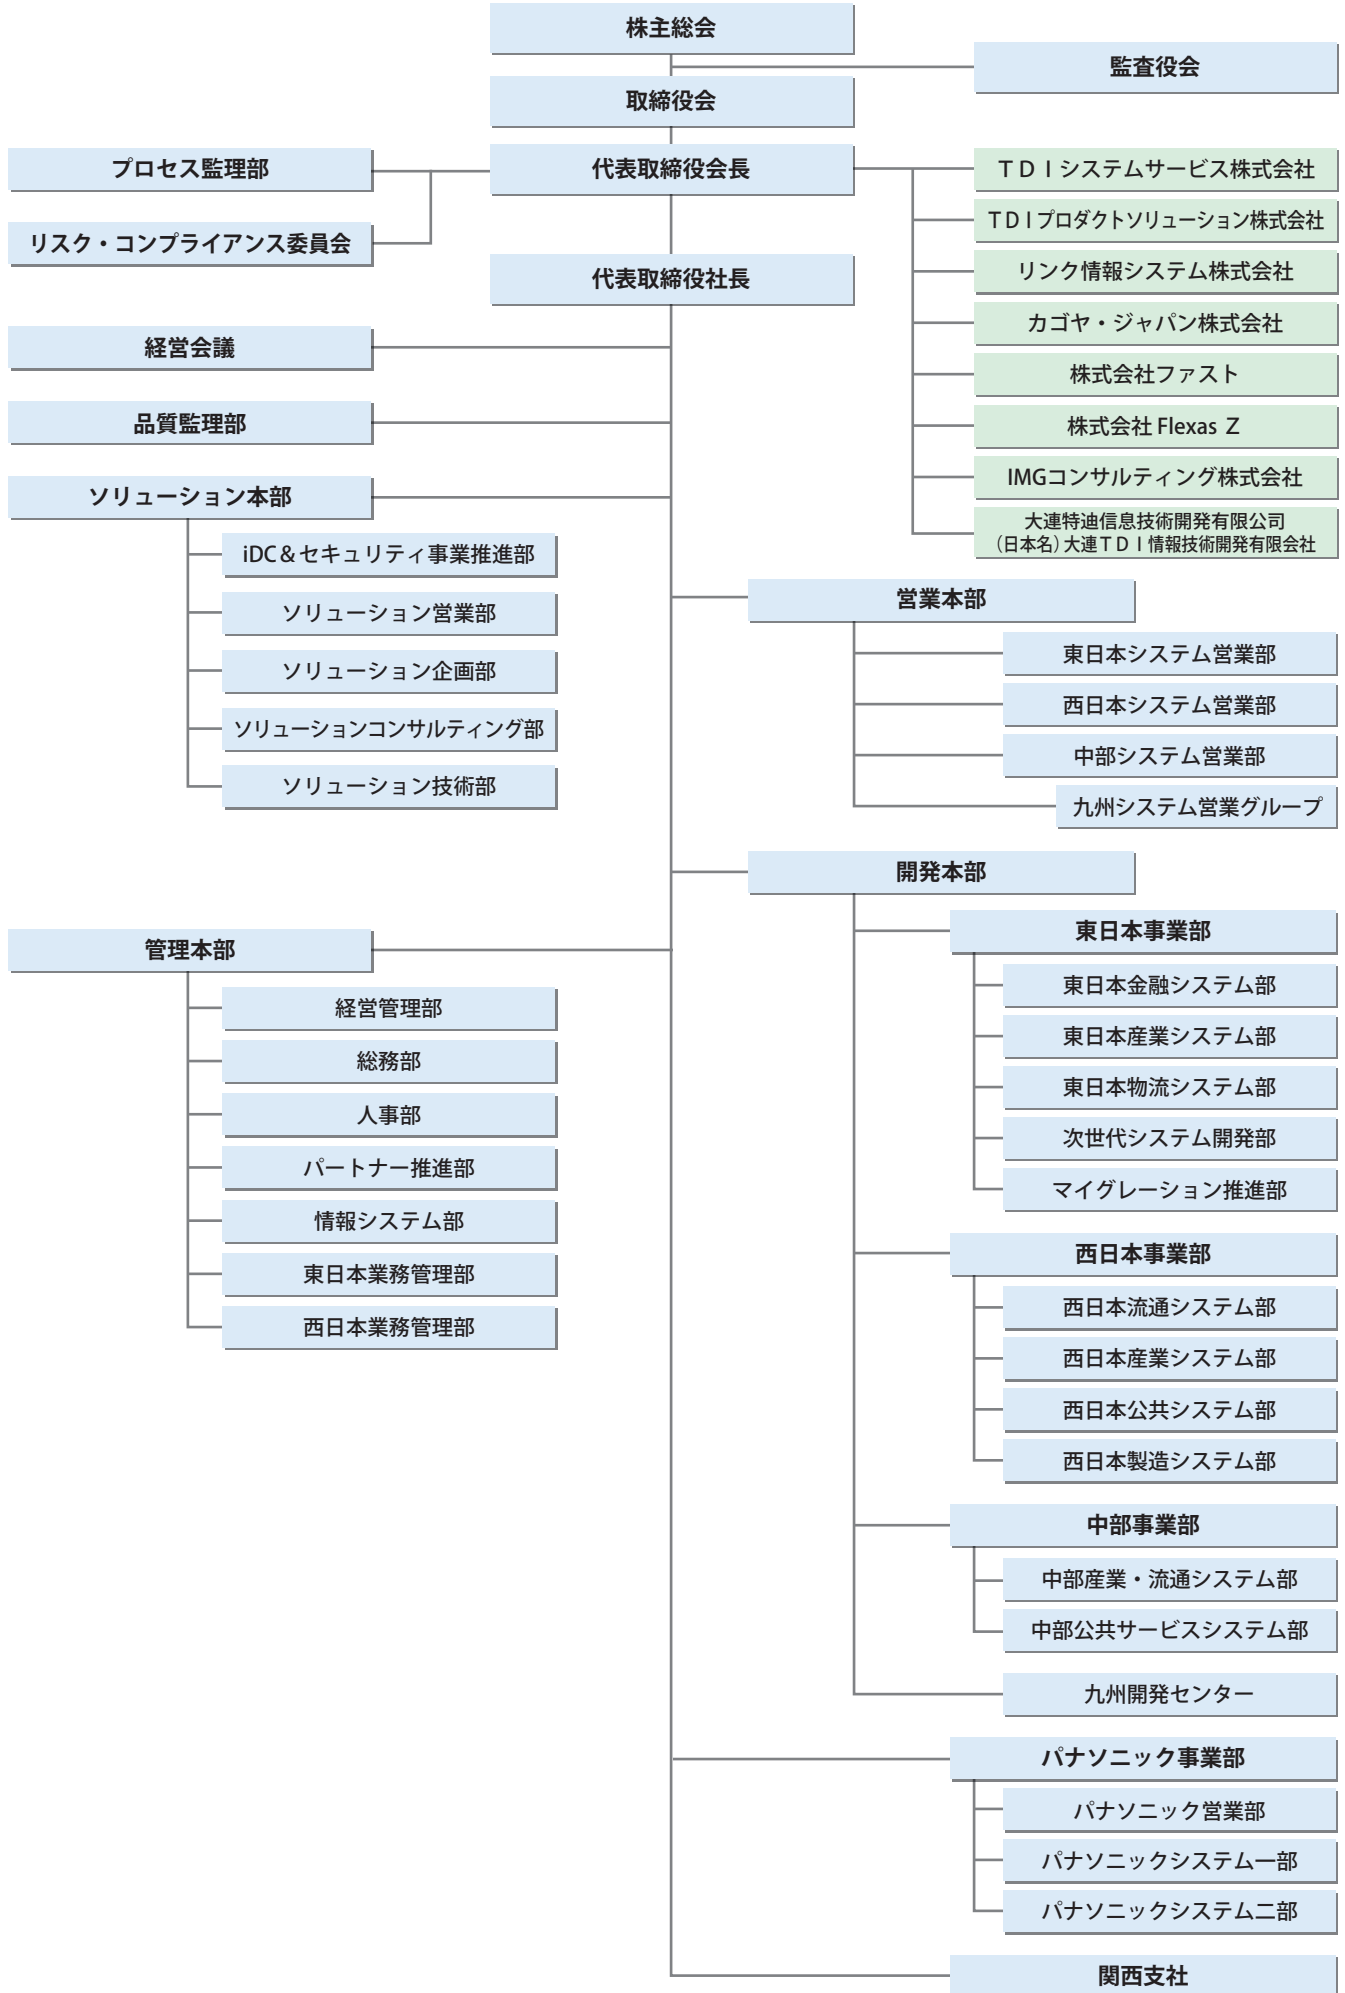 株主総会
監査役会
取締役会
プロセス監理部
代表取締役会長
リスク・コンプライアンス委員会
代表取締役社長
ＴＤＩシステムサービス株式会社
ＴＤＩプロダクトソリューション株式会社
リンク情報システム株式会社
カゴヤ・ジャパン株式会社
株式会社ファスト
株式会社 Flexas Z
IMGコンサルティング株式会社
大連特迪信息技術開発有限公司
（日本名）大連ＴＤＩ情報技術開発有限会社
経営会議
品質監理部
ソリューション本部
iDC＆セキュリティ事業推進部
ソリューション営業部
ソリューション企画部
ソリューションコンサルティング部
ソリューション技術部
営業本部
東日本システム営業部
西日本システム営業部
中部システム営業部
九州システム営業グループ
管理本部
経営管理部
総務部
人事部
パートナー推進部
情報システム部
東日本業務管理部
西日本業務管理部
開発本部
東日本事業部
東日本金融システム部
東日本産業システム部
東日本物流システム部
次世代システム開発部
マイグレーション推進部
西日本事業部
西日本流通システム部
西日本産業システム部
西日本公共システム部
西日本製造システム部
中部事業部
中部産業・流通システム部
中部公共サービスシステム部
九州開発センター
パナソニック事業部
パナソニック営業部
パナソニックシステム一部
パナソニックシステム二部
関西支社